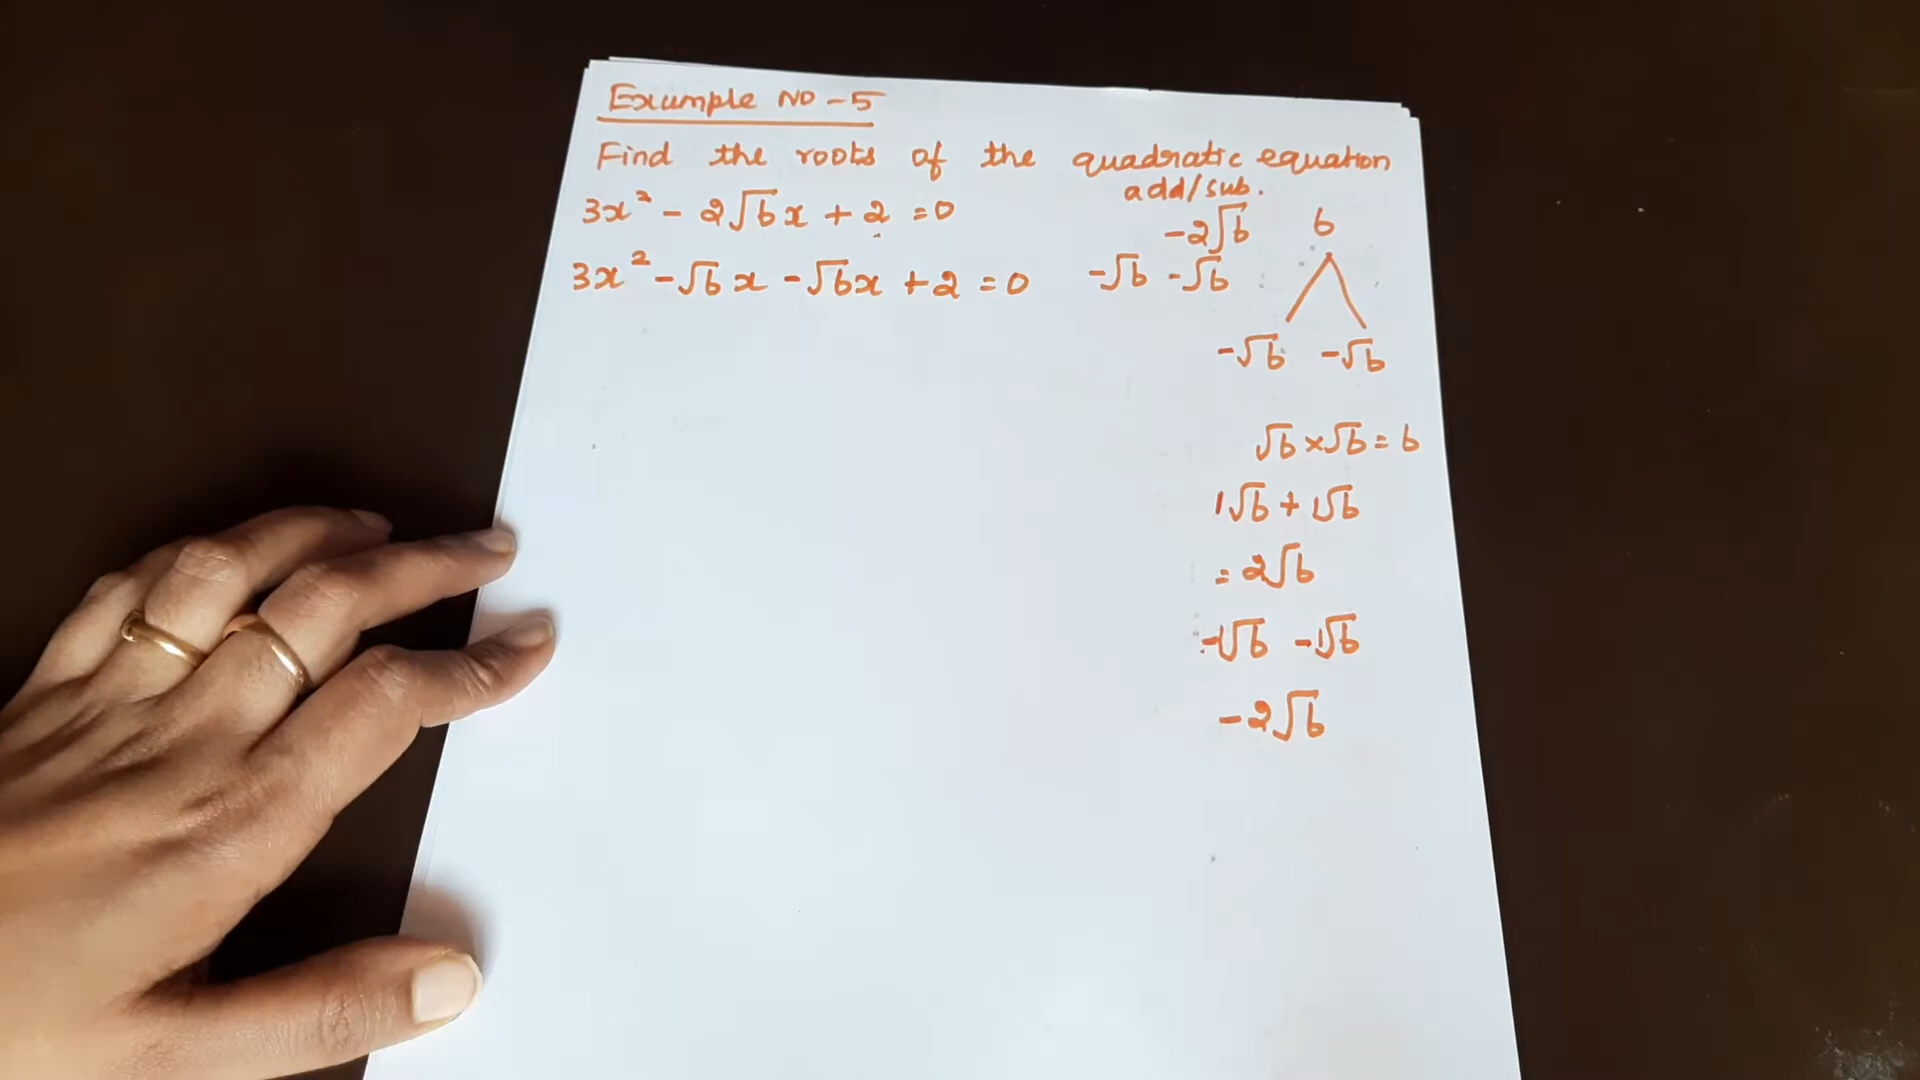 Example NO - 5
Find the roots of the quadratic equation
3x² - 2√6x + 2 = 0
3x² - √6x - √6x + 2 = 0
add/sub.
-2√6 6
-√6 -√6
-√6 -√6
√6 × √6 = 6
1√6 + 1√6
= 2√6
-1√6 -1√6
-2√6